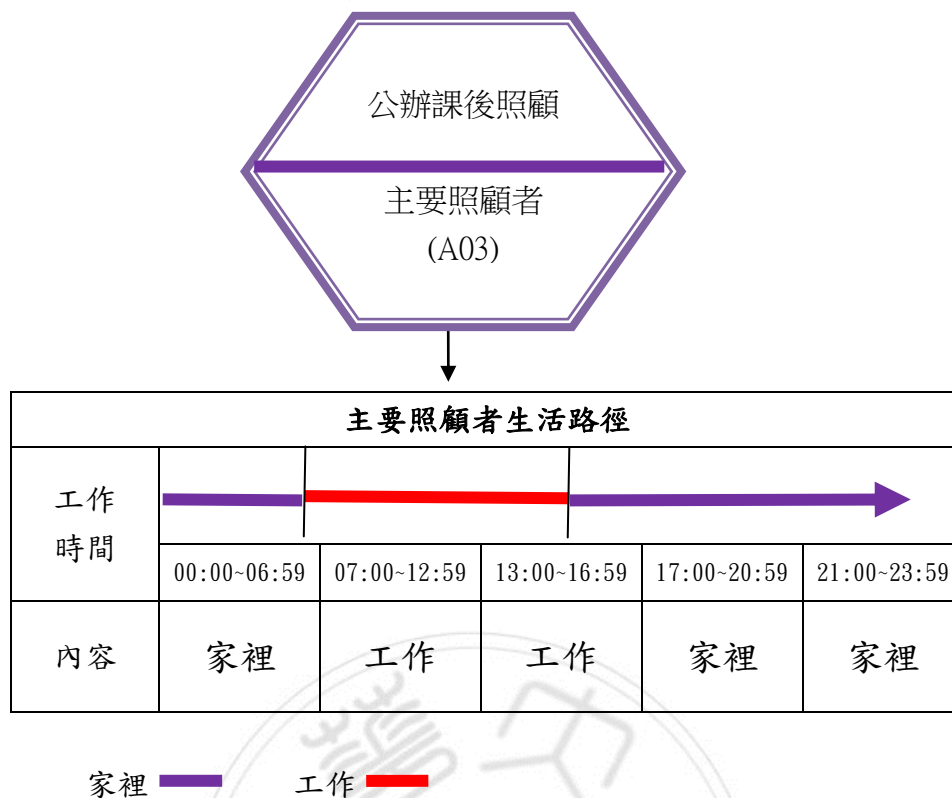 公辦課後照顧
主要照顧者
(A03)
主要照顧者生活路徑
工作
時間
00:00~06:59 07:00~12:59 13:00~16:59 17:00~20:59 21:00~23:59
內容 家裡 工作 工作 家裡 家裡
家裡 工作